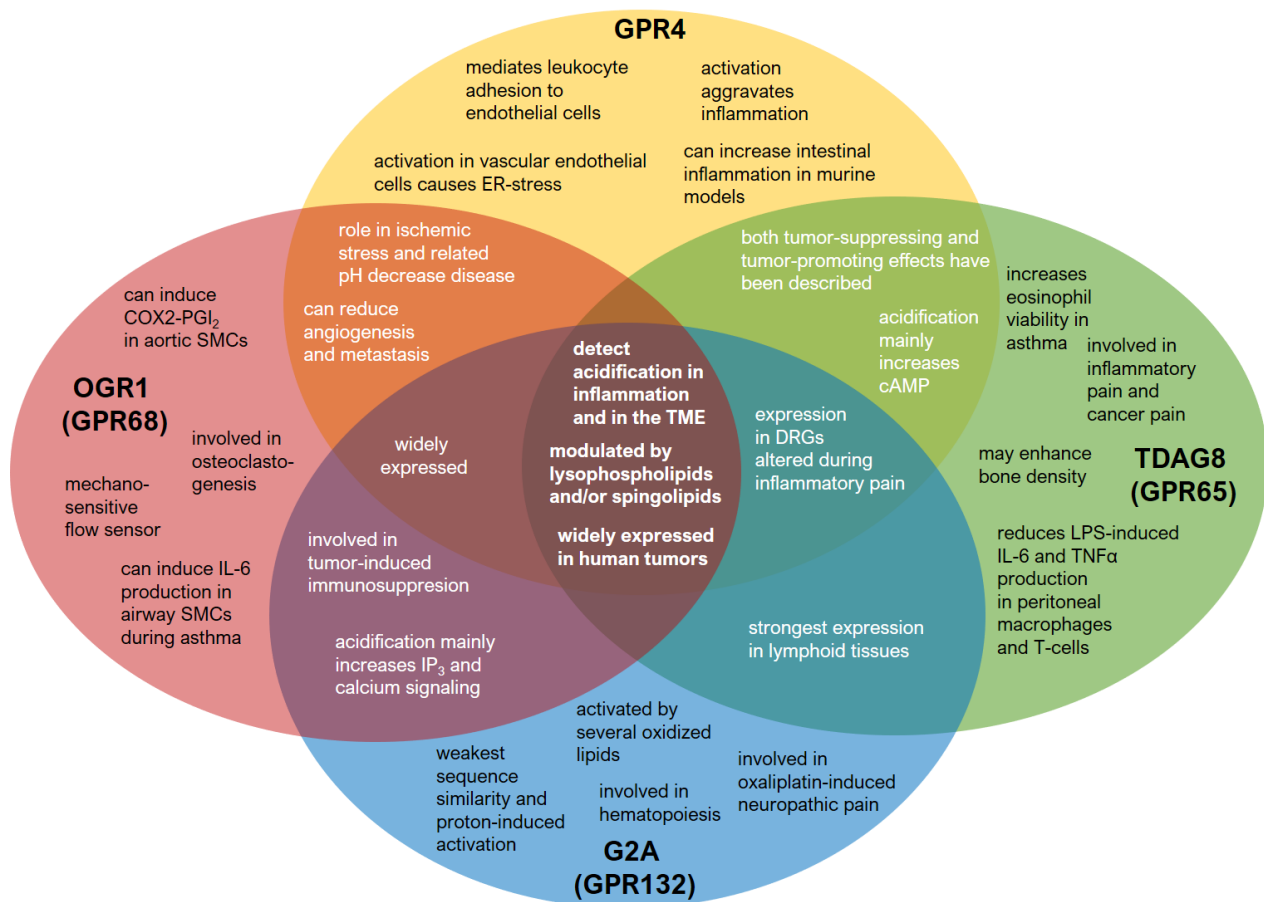 GPR4
mediates leukocyte
adhesion to
endothelial cells
activation
aggravates
inflammation
activation in vascular endothelial
cells causes ER-stress
can increase intestinal
inflammation in murine
models
role in ischemic
stress and related
pH decrease disease
can reduce
angiogenesis
and metastasis
both tumor-suppressing and
tumor-promoting effects have
been described
acidification
mainly
increases
cAMP
can induce
COX2-PGI₂
in aortic SMCs
OGR1
(GPR68)
involved in
osteoclasto-
genesis
mechano-
sensitive
flow sensor
can induce IL-6
production in
airway SMCs
during asthma
widely
expressed
detect
acidification in
inflammation
and in the TME
modulated by
lysophospholipids
and/or spingolipids
widely expressed
in human tumors
expression
in DRGs
altered during
inflammatory pain
increases
eosinophil
viability in
asthma
involved in
inflammatory
pain and
cancer pain
may enhance
bone density
TDAG8
(GPR65)
reduces LPS-induced
IL-6 and TNFα
production
in peritoneal
macrophages
and T-cells
involved in
tumor-induced
immunosuppresion
acidification mainly
increases IP₃ and
calcium signaling
strongest expression
in lymphoid tissues
activated by
several oxidized
lipids
weakest
sequence
similarity and
proton-induced
activation
involved in
hematopoiesis
involved in
oxaliplatin-induced
neuropathic pain
G2A
(GPR132)